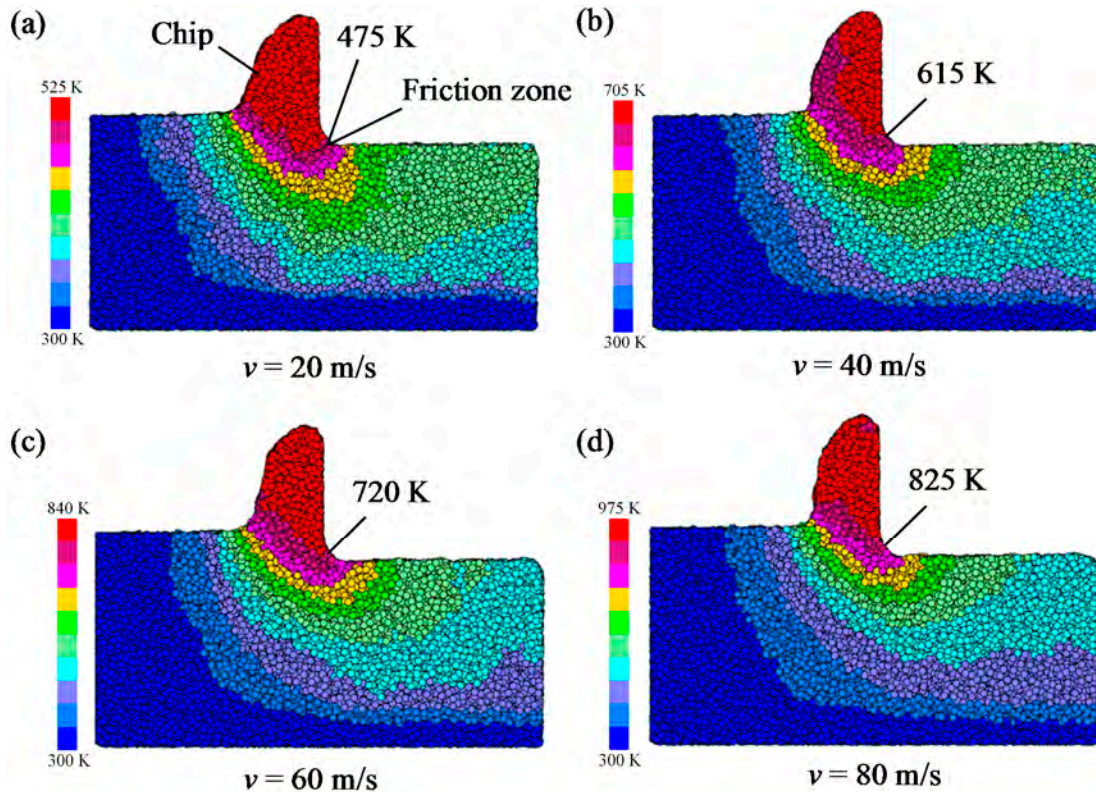 (a)
Chip
475 K
Friction zone
525 K
300 K
v = 20 m/s
(b)
615 K
705 K
300 K
v = 40 m/s
(c)
720 K
840 K
300 K
v = 60 m/s
(d)
825 K
975 K
300 K
v = 80 m/s